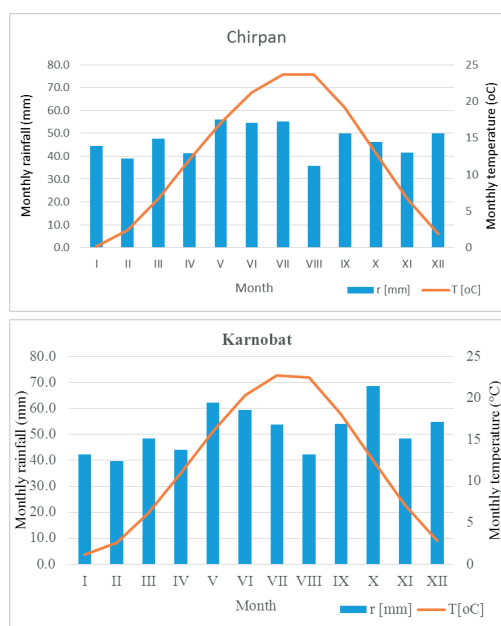 Chirpan
Monthly rainfall (mm)
80.0
70.0
60.0
50.0
40.0
30.0
20.0
10.0
0.0
25
20
15
10
5
0
Monthly temperature (oC)
I II III IV V VI VII VIII IX X XI XII
Month
r [mm] T [oC]
Karnobat
Monthly rainfall (mm)
80.0
70.0
60.0
50.0
40.0
30.0
20.0
10.0
0.0
25
20
15
10
5
0
Monthly temperature (°C)
I II III IV V VI VII VIII IX X XI XII
Month
r [mm] T[oC]